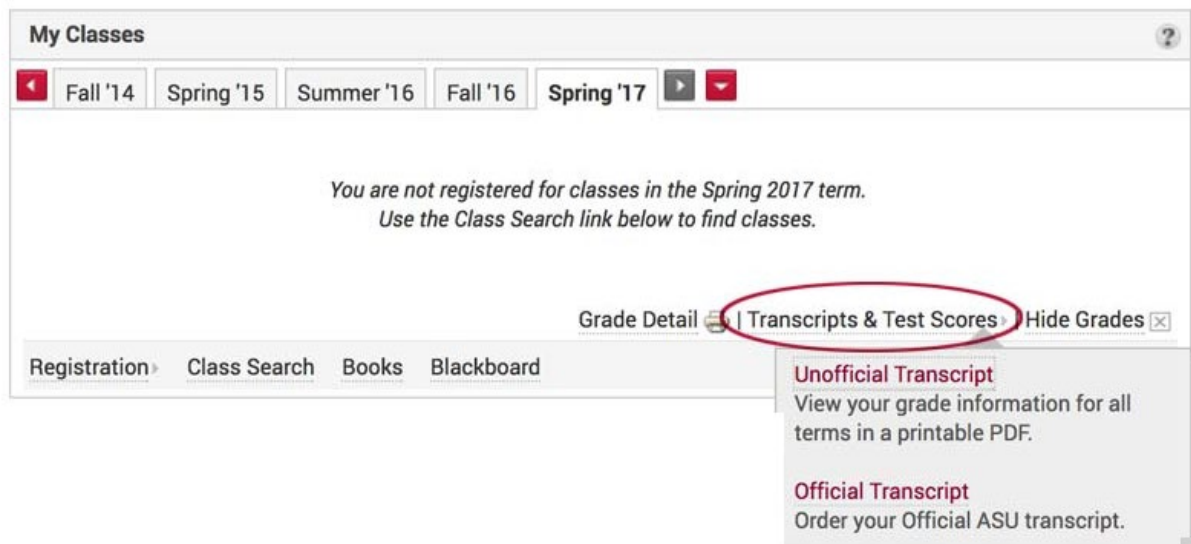 My Classes ?
Fall '14 Spring '15 Summer '16 Fall '16 Spring '17
You are not registered for classes in the Spring 2017 term.
Use the Class Search link below to find classes.
Grade Detail | Transcripts & Test Scores | Hide Grades
Registration Class Search Books Blackboard
Unofficial Transcript
View your grade information for all
terms in a printable PDF.
Official Transcript
Order your Official ASU transcript.